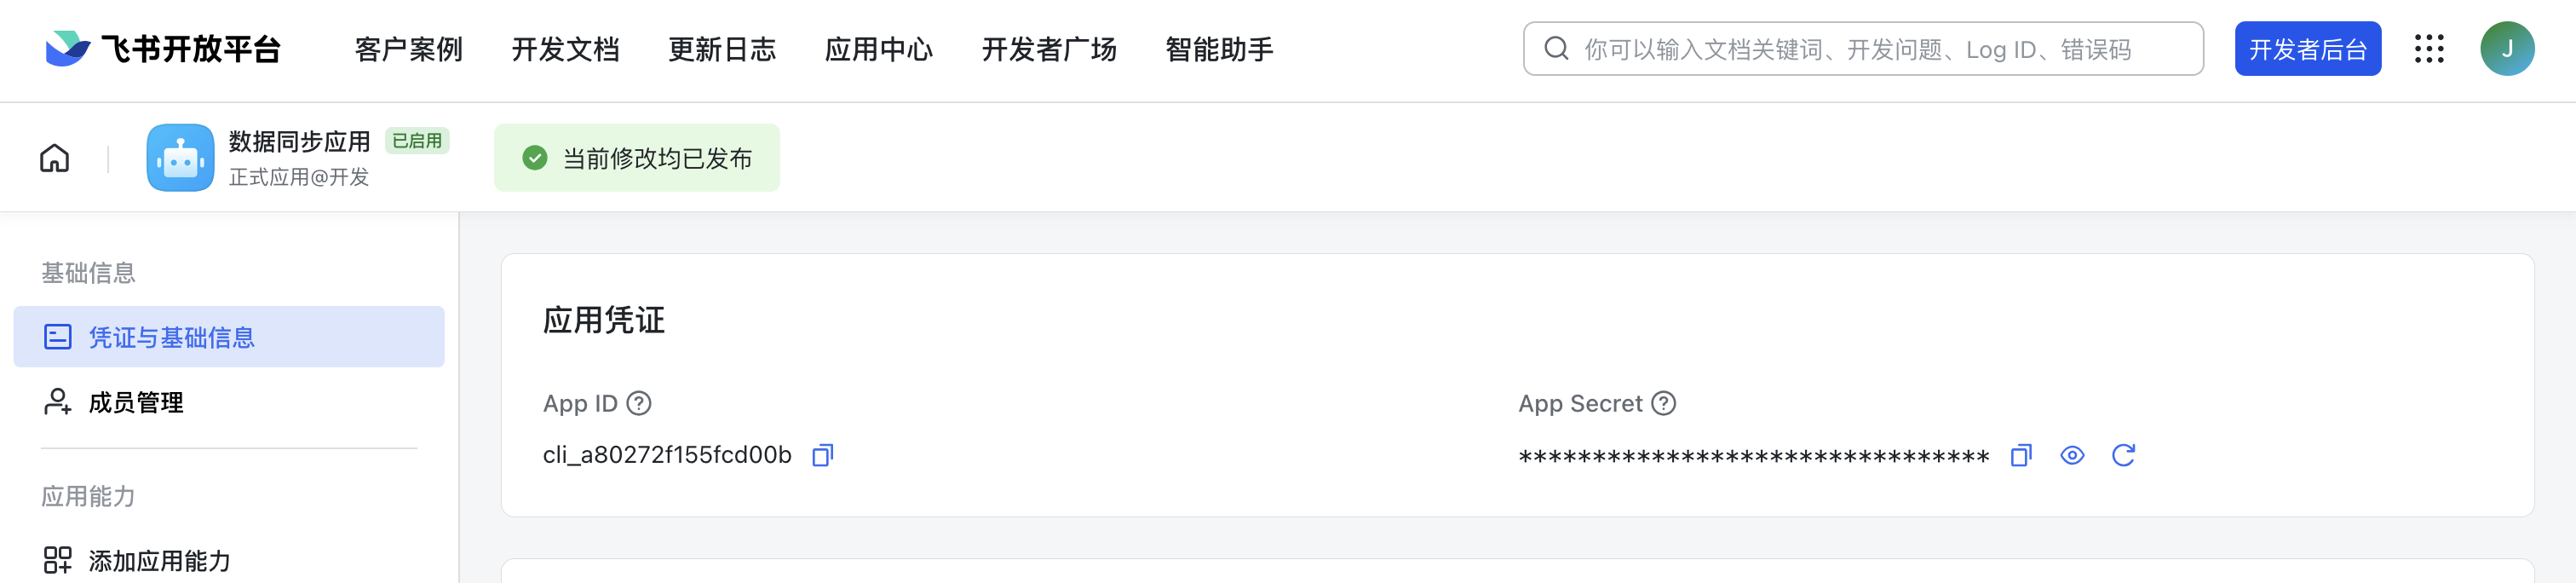 飞书开放平台 客户案例 开发文档 更新日志 应用中心 开发者广场 智能助手 你可以输入文档关键词、开发问题、Log ID、错误码 开发者后台 J
数据同步应用 已启用
正式应用@开发
当前修改均已发布
基础信息
凭证与基础信息
成员管理
应用能力
添加应用能力
应用凭证
App ID
cli_a80272f155fcd00b
App Secret
********************************